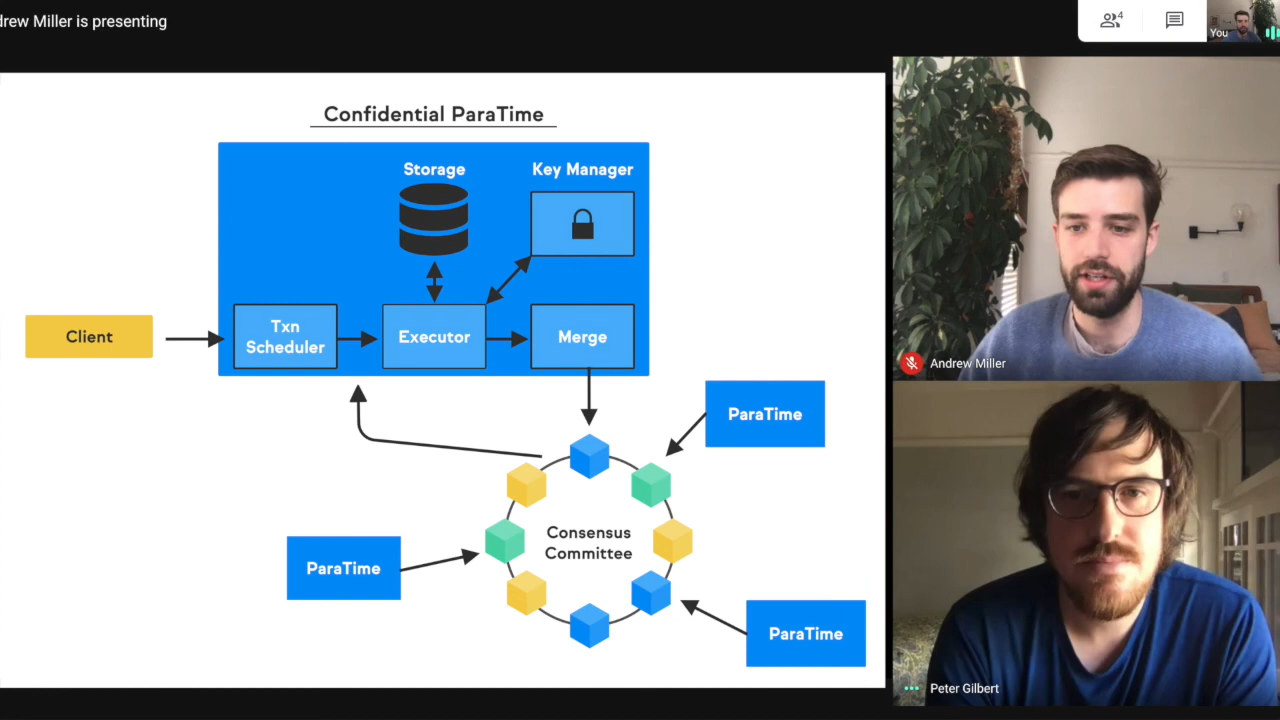 drew Miller is presenting
4
You
Confidential ParaTime
Storage
Key Manager
Client
Txn
Scheduler
Executor
Merge
ParaTime
Consensus
Committee
ParaTime
ParaTime
Andrew Miller
Peter Gilbert